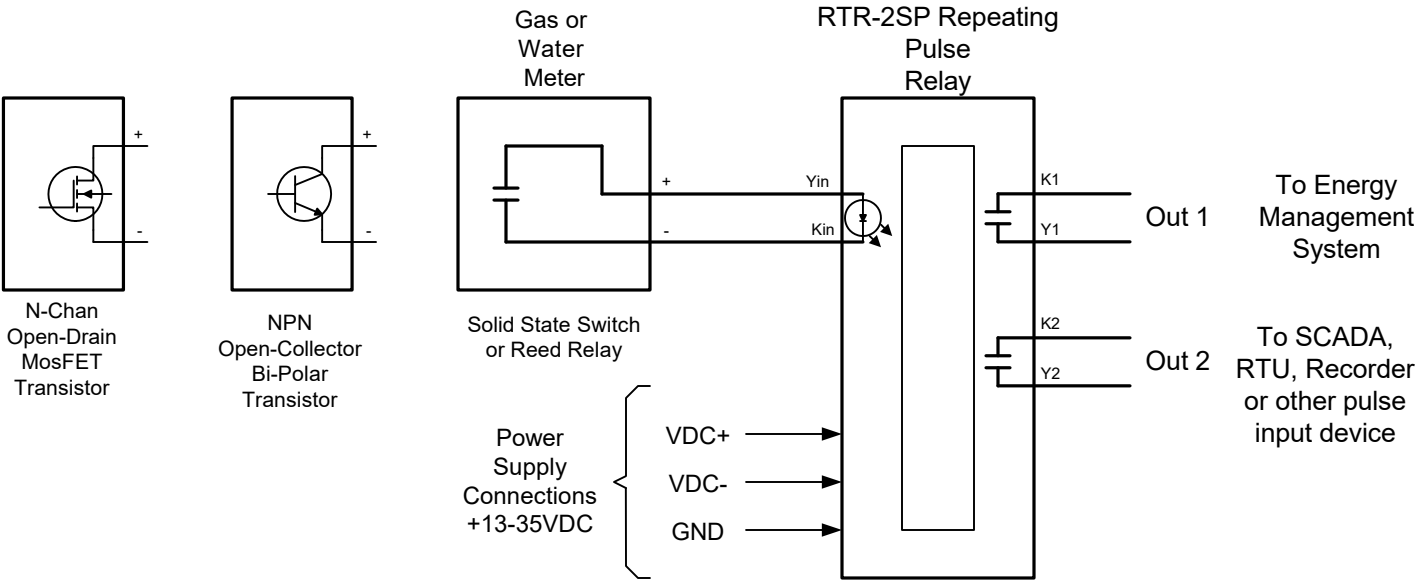 Gas or
Water
Meter
RTR-2SP Repeating
Pulse
Relay
+
-
N-Chan
Open-Drain
MosFET
Transistor
+
-
NPN
Open-Collector
Bi-Polar
Transistor
+
-
Solid State Switch
or Reed Relay
Yin
Kin
K1
Y1
Out 1
To Energy
Management
System
K2
Y2
Out 2
To SCADA,
RTU, Recorder
or other pulse
input device
Power
Supply
Connections
+13-35VDC
VDC+
VDC-
GND